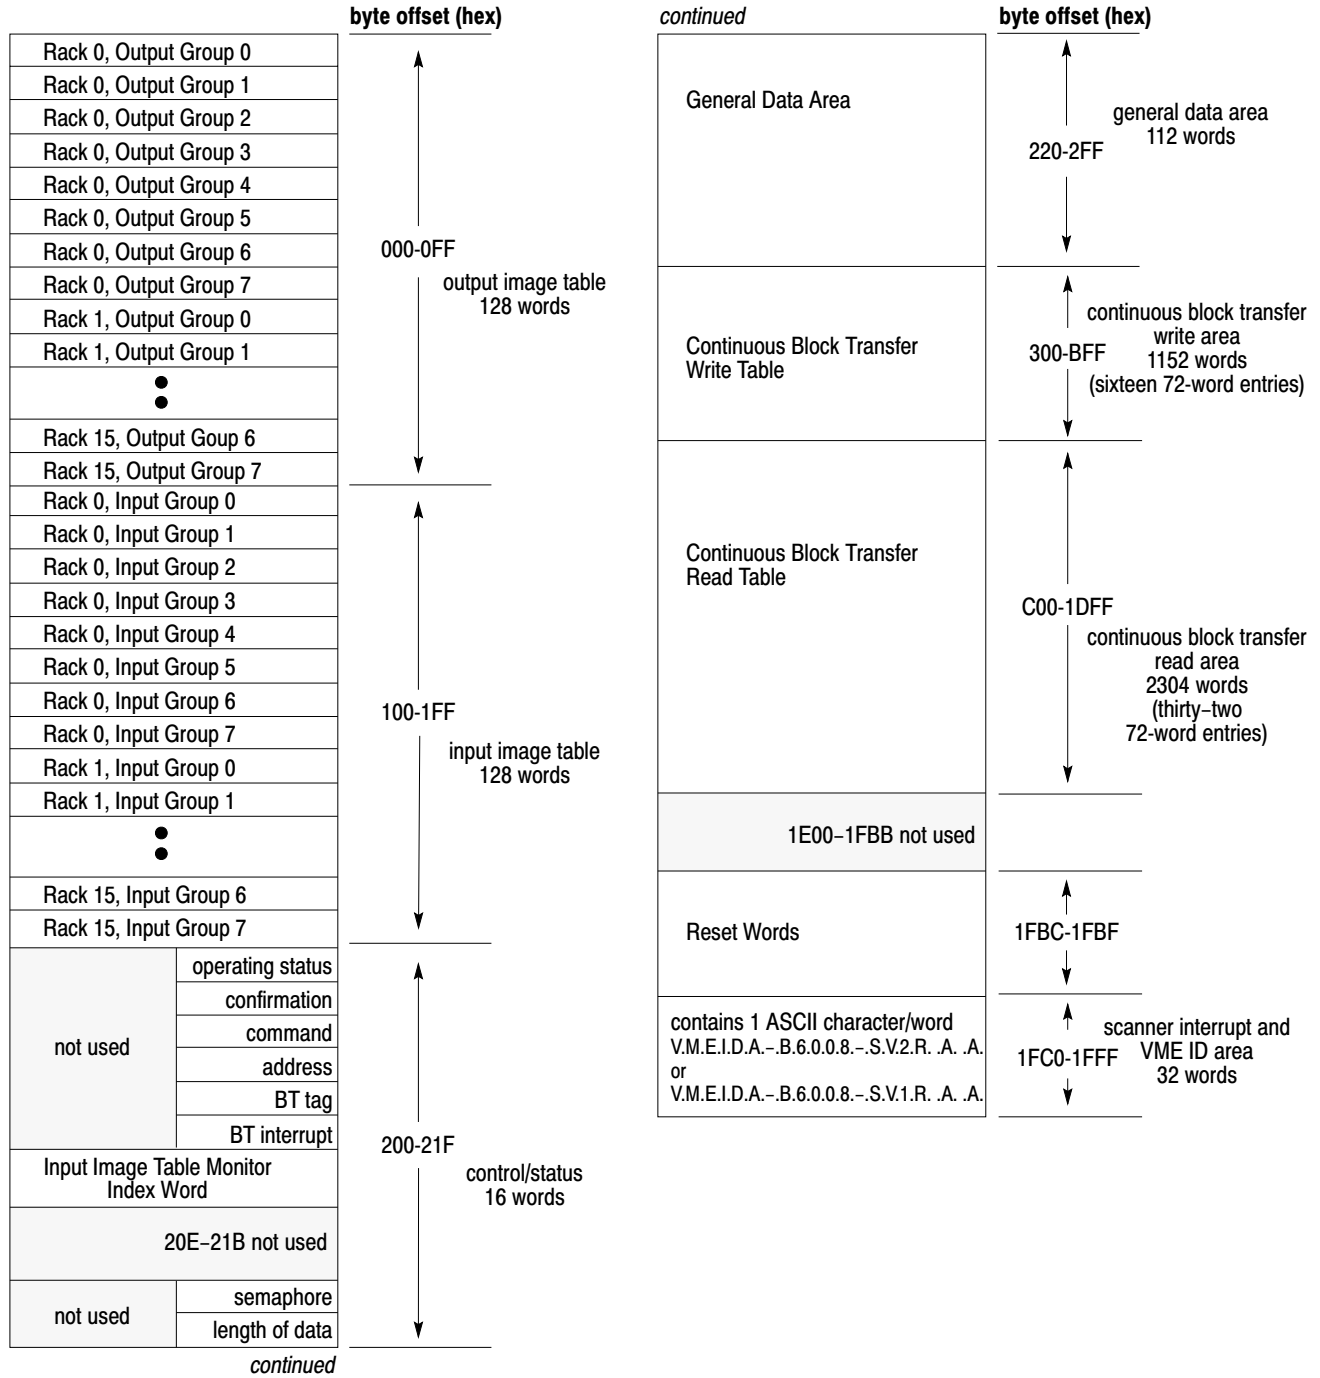 byte offset (hex)
Rack 0, Output Group 0
Rack 0, Output Group 1
Rack 0, Output Group 2
Rack 0, Output Group 3
Rack 0, Output Group 4
Rack 0, Output Group 5
Rack 0, Output Group 6
Rack 0, Output Group 7
Rack 1, Output Group 0
Rack 1, Output Group 1
Rack 15, Output Goup 6
Rack 15, Output Group 7
000-0FF
output image table
128 words
Rack 0, Input Group 0
Rack 0, Input Group 1
Rack 0, Input Group 2
Rack 0, Input Group 3
Rack 0, Input Group 4
Rack 0, Input Group 5
Rack 0, Input Group 6
Rack 0, Input Group 7
Rack 1, Input Group 0
Rack 1, Input Group 1
Rack 15, Input Group 6
Rack 15, Input Group 7
100-1FF
input image table
128 words
not used
operating status
confirmation
command
address
BT tag
BT interrupt
Input Image Table Monitor
Index Word
20E–21B not used
not used
semaphore
length of data
200-21F
control/status
16 words
continued
continued
byte offset (hex)
General Data Area
220-2FF
general data area
112 words
Continuous Block Transfer
Write Table
300-BFF
continuous block transfer
write area
1152 words
(sixteen 72-word entries)
Continuous Block Transfer
Read Table
C00-1DFF
continuous block transfer
read area
2304 words
(thirty–two
72-word entries)
1E00–1FBB not used
Reset Words
1FBC-1FBF
contains 1 ASCII character/word
V.M.E.I.D.A.–.B.6.0.0.8.–.S.V.2.R. .A. .A.
or
V.M.E.I.D.A.–.B.6.0.0.8.–.S.V.1.R. .A. .A.
1FC0-1FFF
scanner interrupt and
VME ID area
32 words